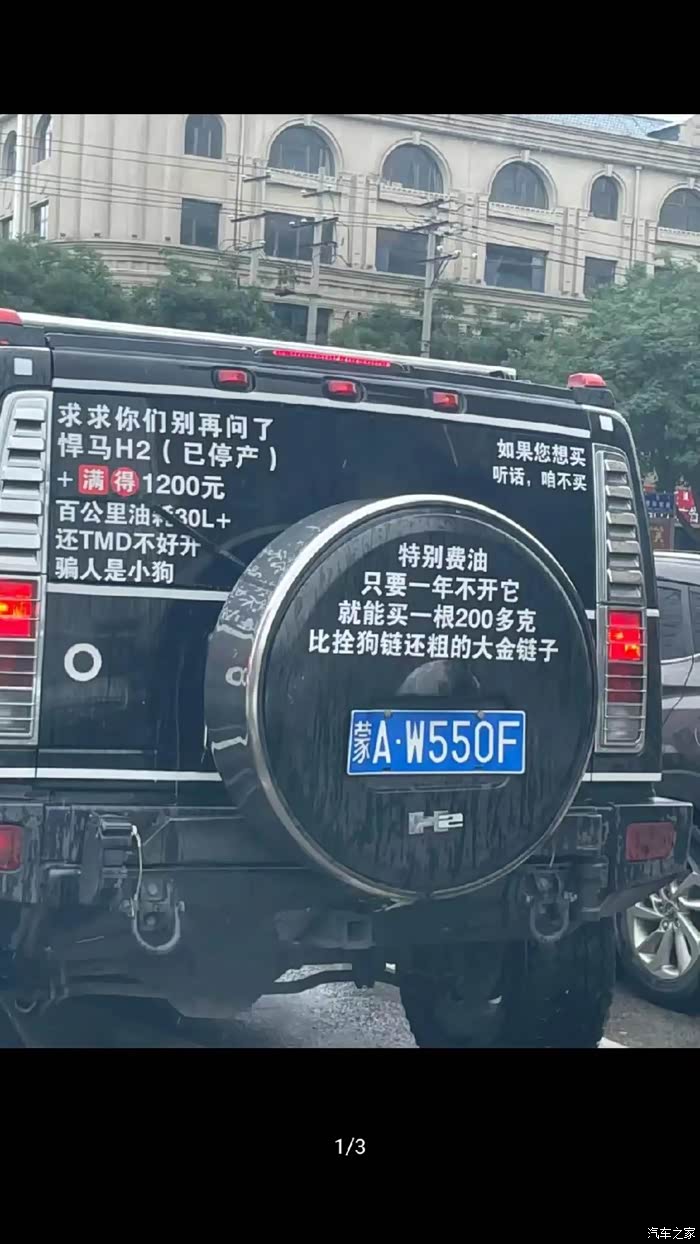 求求你们别再问了
悍马H2（已停产）
+满得1200元
百公里油耗30L+
还TMD不好开
骗人是小狗
如果您想买
听话，咱不买
特别费油
只要一年不开它
就能买一根200多克
比拴狗链还粗的大金链子
蒙A·W550F
H2
1/3
汽车之家